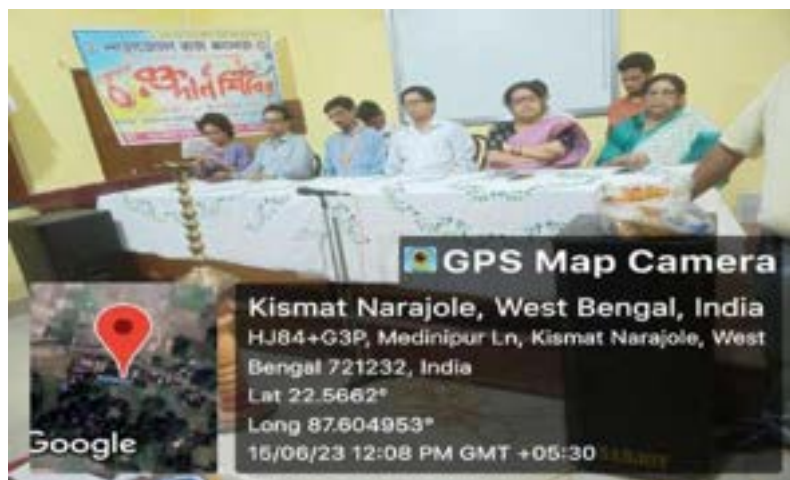 দান শিবির
GPS Map Camera
Kismat Narajole, West Bengal, India
HJ84+G3P, Medinipur Ln, Kismat Narajole, West
Bengal 721232, India
Lat 22.5662°
Long 87.604953°
15/06/23 12:08 PM GMT +05:30
Google